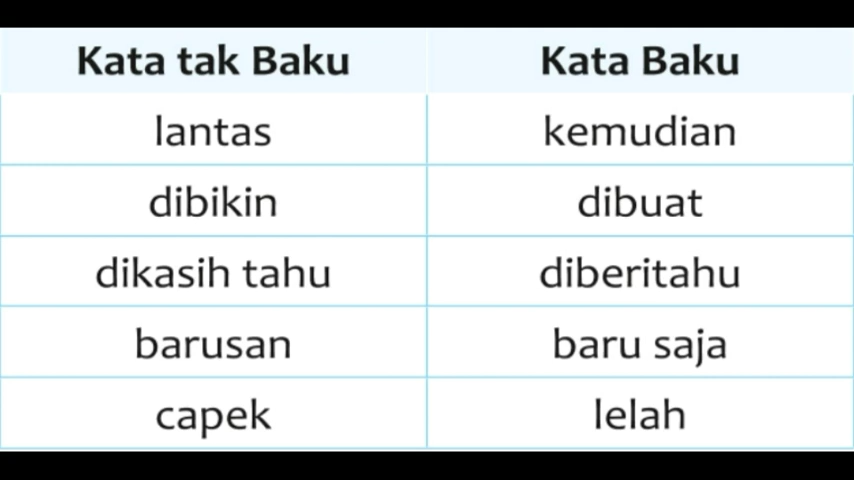 Kata tak Baku Kata Baku
lantas kemudian
dibikin dibuat
dikasih tahu diberitahu
barusan baru saja
capek lelah